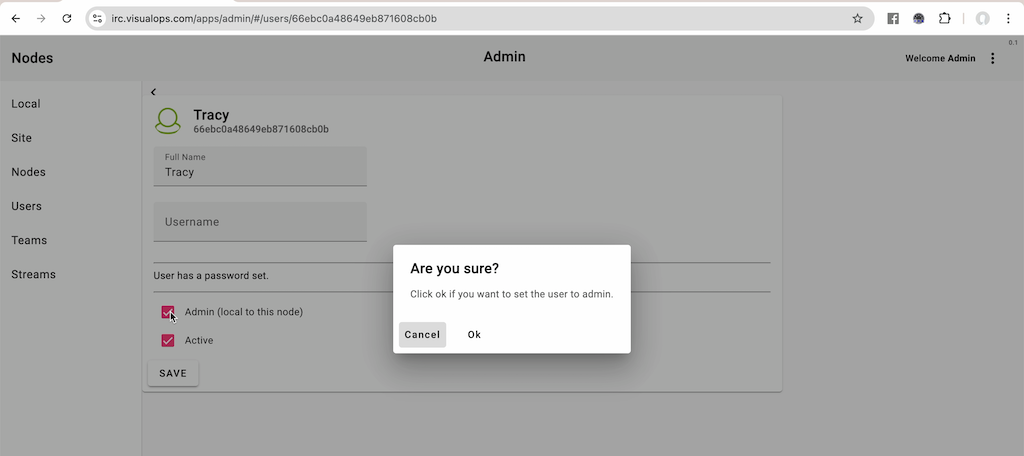 irc.visualops.com/apps/admin/#/users/66ebc0a48649eb871608cb0b
0.1
Nodes
Admin
Welcome Admin
Local
Site
Nodes
Users
Teams
Streams
Tracy
66ebc0a48649eb871608cb0b
Full Name
Tracy
Username
User has a password set.
Admin (local to this node)
Active
SAVE
Are you sure?
Click ok if you want to set the user to admin.
Cancel Ok